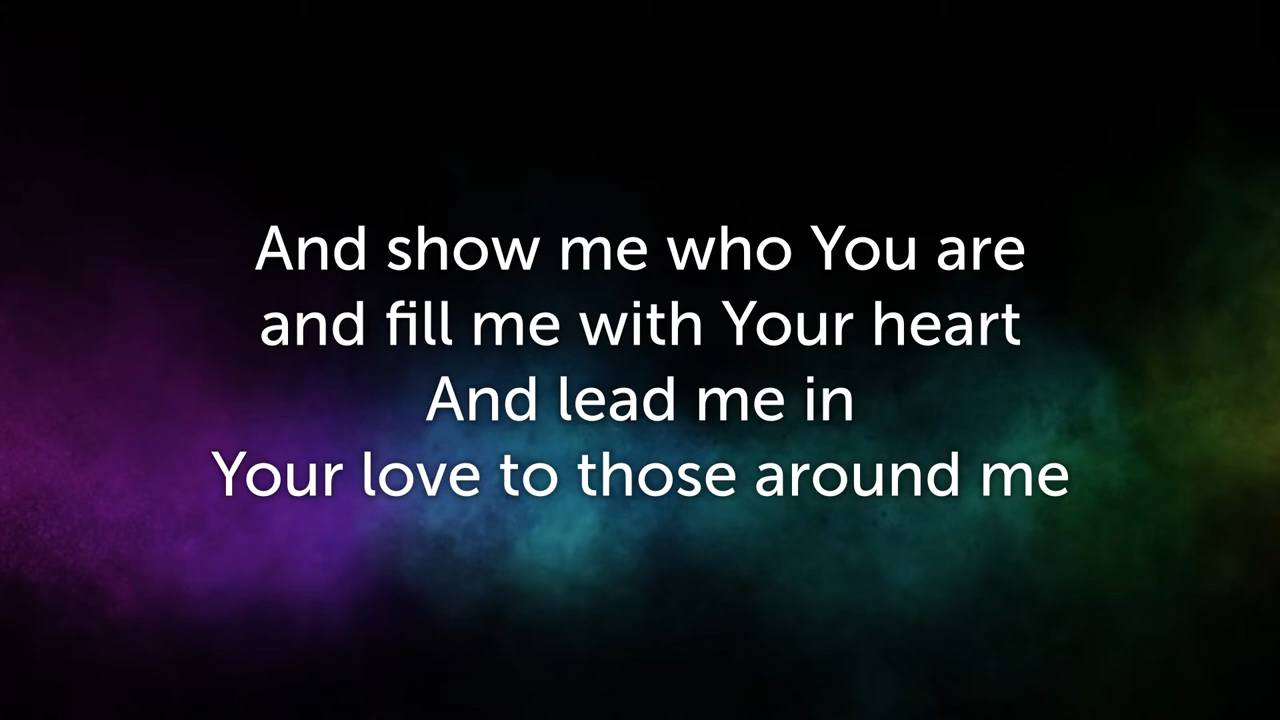 And show me who You are
and fill me with Your heart
And lead me in
Your love to those around me